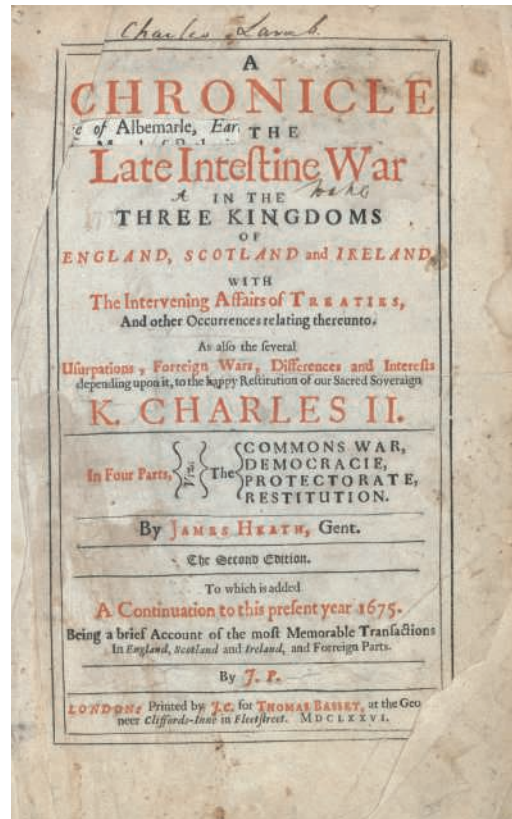 Charles Lamb.
A
CHRONICLE
e of Albemarle, Ear
THE
Late Inteſtine War
IN THE
THREE KINGDOMS
OF
ENGLAND, SCOTLAND and IRELAND,
WITH
The Intervening Affairs of TREATIES,
And other Occurrences relating thereunto.
As alſo the ſeveral
Uſurpations, Forreign Wars, Differences and Intereſts
depending upon it, to the happy Reſtitution of our Sacred Soveraign
K. CHARLES II.
In Four Parts, Viz. The COMMONS WAR,
DEMOCRACIE,
PROTECTORATE,
RESTITUTION.
By JAMES HEATH, Gent.
The Second Edition.
To which is added
A Continuation to this preſent year 1675.
Being a brief Account of the moſt Memorable Tranſactions
In England, Scotland and Ireland, and Forreign Parts.
By J. P.
LONDON: Printed by J.C. for THOMAS BASSET, at the Geo
neer Cliffords-Inne in Fleetſtreet. MDCLXXVI.